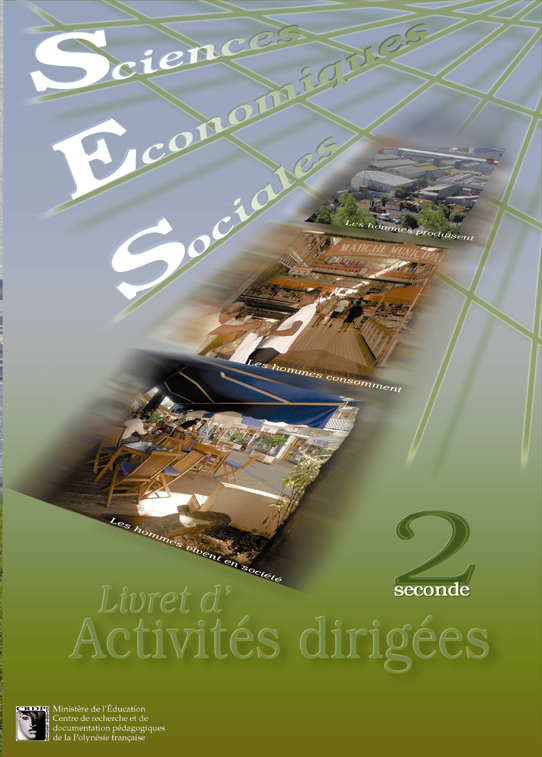 Sciences
Economiques
Sociales
Les hommes produisent
MARCHE MUNICIPAL
Les hommes consomment
Les hommes vivent en société
2
seconde
Livret d'
Activités dirigées
CRDP
Ministère de l'Éducation
Centre de recherche et de
documentation pédagogiques
de la Polynésie française